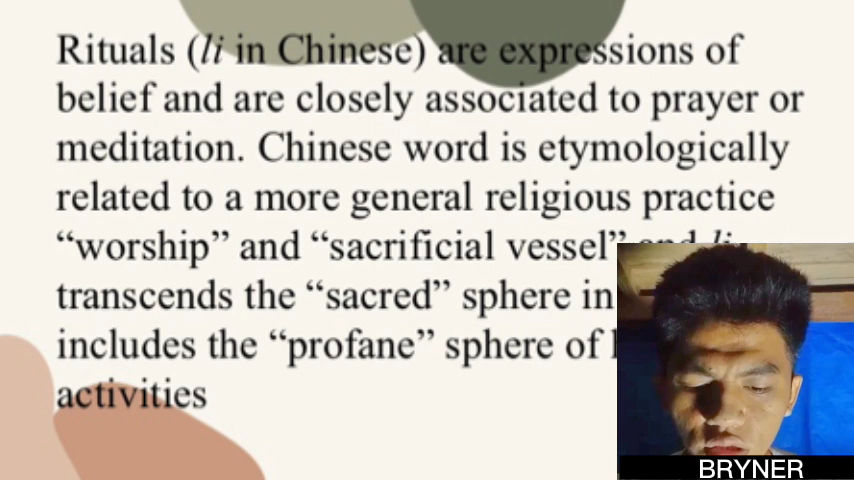 Rituals (li in Chinese) are expressions of
belief and are closely associated to prayer or
meditation. Chinese word is etymologically
related to a more general religious practice
“worship” and “sacrificial vessel” and li
transcends the “sacred” sphere in
includes the “profane” sphere of
activities
BRYNER